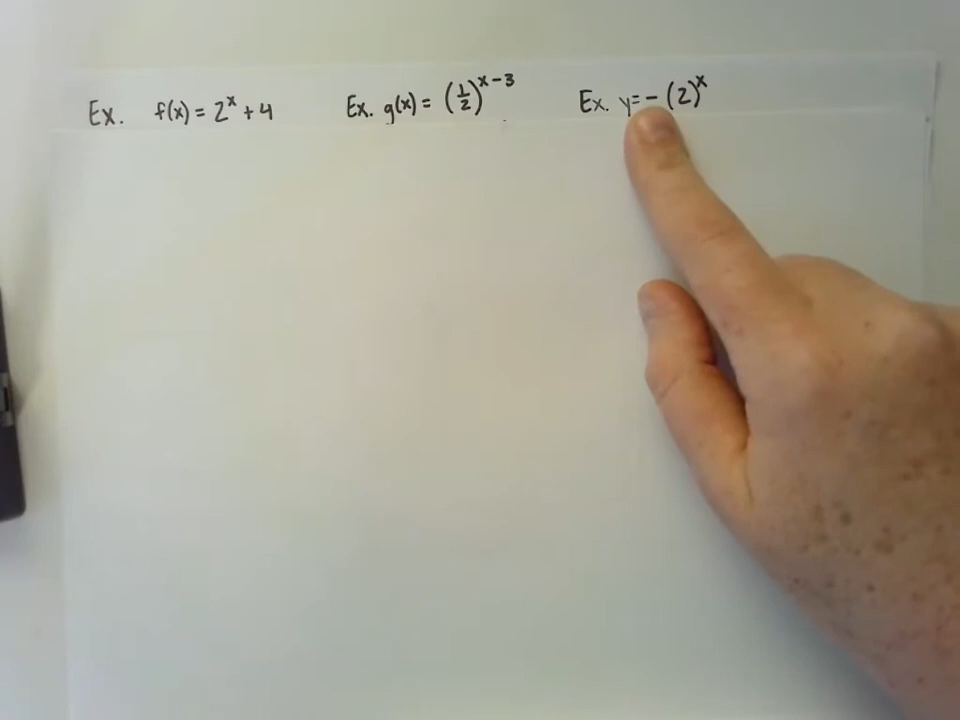 Ex. f(x) = 2^x + 4 Ex. g(x) = (1/2)^(x-3) Ex. y = -(2)^x